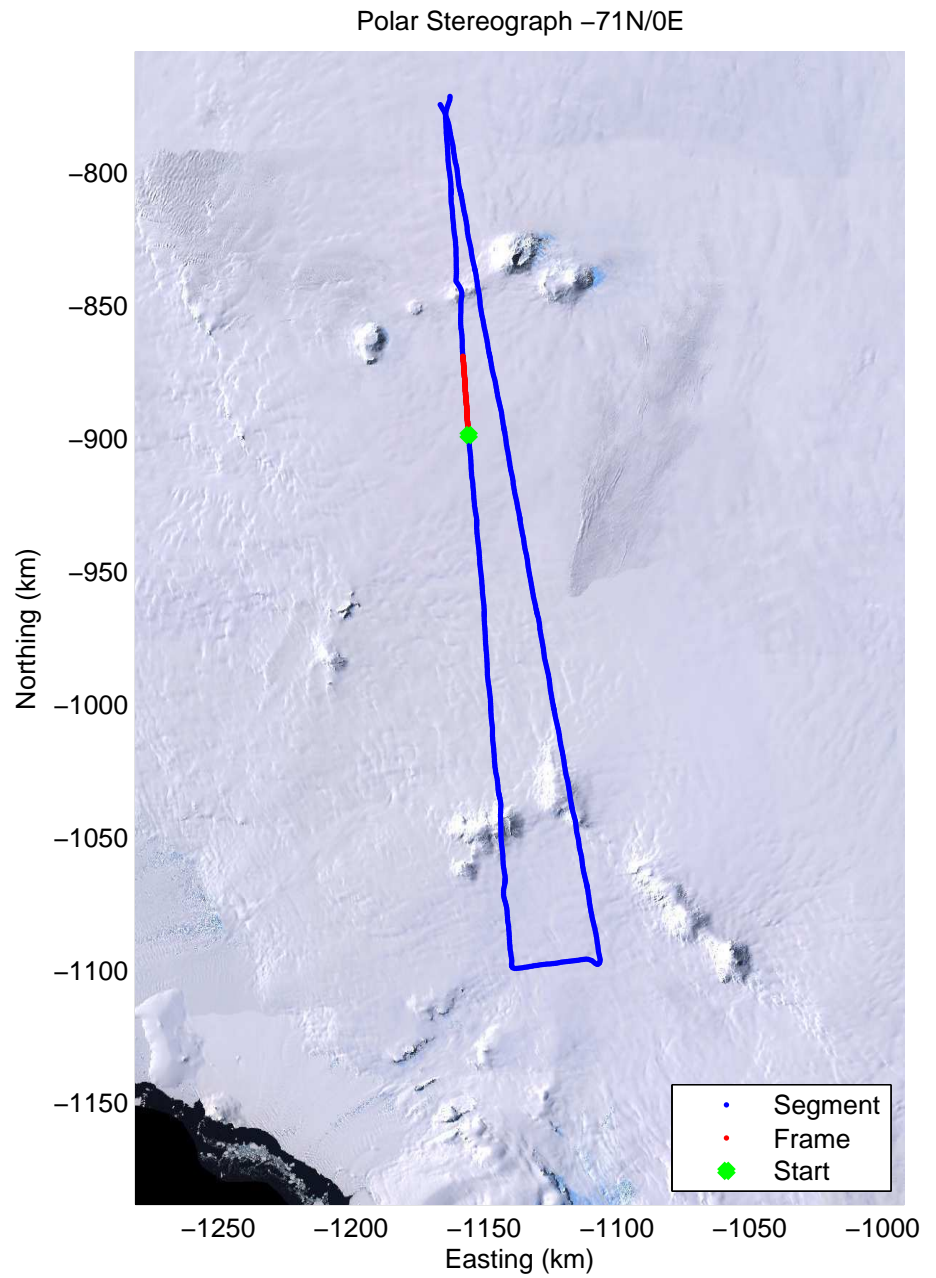 Polar Stereograph −71N/0E
−800
−850
−900
−950
−1000
−1050
−1100
−1150
Northing (km)
Segment
Frame
Start
−1250 −1200 −1150 −1100 −1050 −1000
Easting (km)